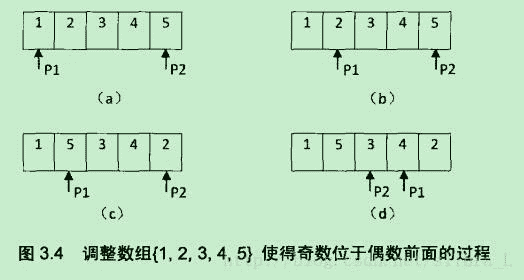 1 2 3 4 5 1 2 3 4 5
P1 P2 P1 P2
(a) (b)
1 5 3 4 2 1 5 3 4 2
P1 P2 P2 P1
(c) (d)
图 3.4 调整数组{1, 2, 3, 4, 5} 使得奇数位于偶数前面的过程